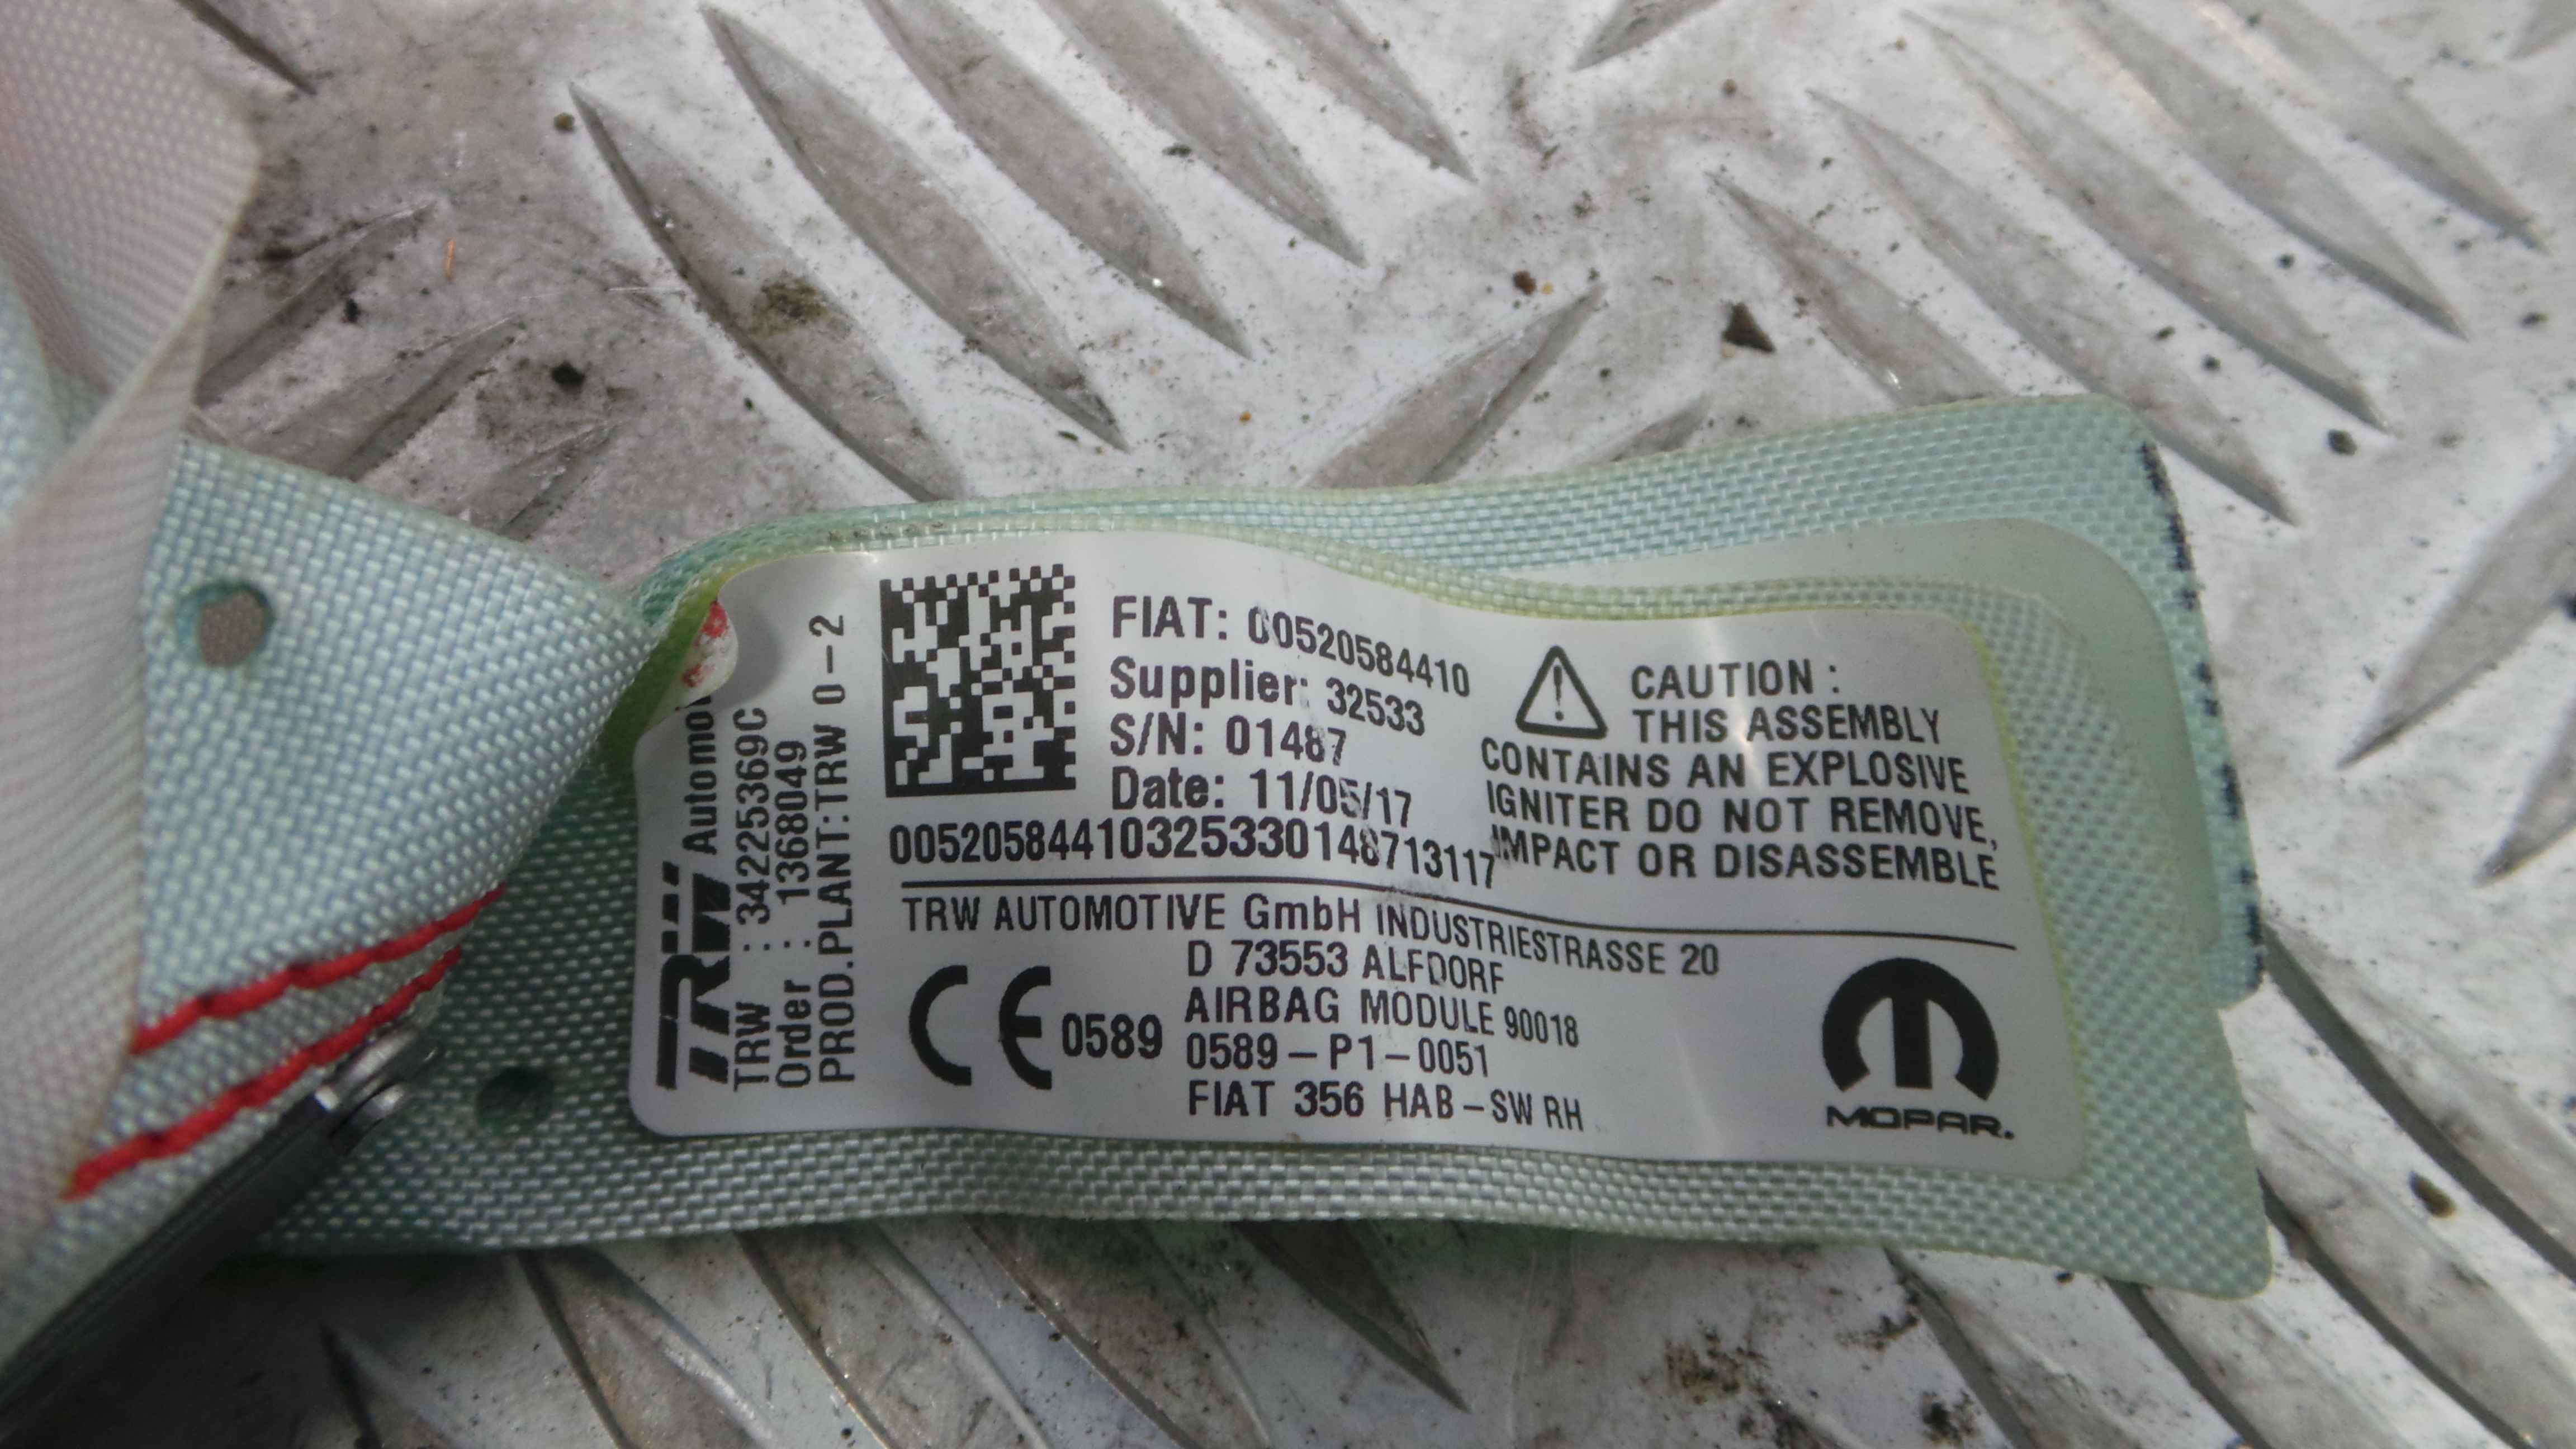 TRW Automo
TRW : 34225369C
Order : 13680049
PROD.PLANT:TRW 0-2
FIAT: 00520584410
Supplier: 32533
S/N: 01487
Date: 11/05/17
00520584410325330148713117
CAUTION :
THIS ASSEMBLY
CONTAINS AN EXPLOSIVE
IGNITER DO NOT REMOVE,
IMPACT OR DISASSEMBLE
TRW AUTOMOTIVE GmbH INDUSTRIESTRASSE 20
D 73553 ALFDORF
AIRBAG MODULE 90018
CE 0589 0589-P1-0051
FIAT 356 HAB-SW RH
MOPAR.